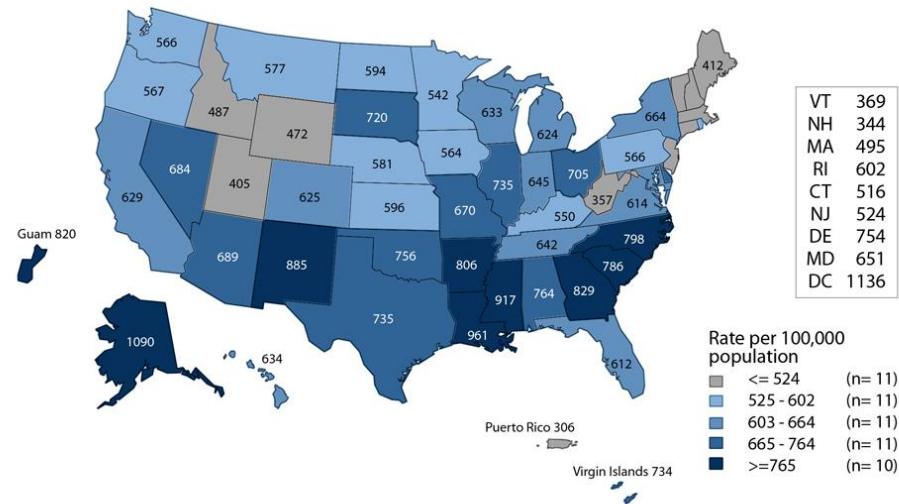 566
577
594
542
412
567
487
472
720
633
624
664
564
581
684
405
625
596
629
735
645
705
566
357
614
670
550
642
689
885
756
806
798
786
917
764
829
735
961
612
Guam 820
1090
634
Puerto Rico 306
Virgin Islands 734
VT 369
NH 344
MA 495
RI 602
CT 516
NJ 524
DE 754
MD 651
DC 1136
Rate per 100,000
population
<= 524 (n= 11)
525 - 602 (n= 11)
603 - 664 (n= 11)
665 - 764 (n= 11)
>=765 (n= 10)